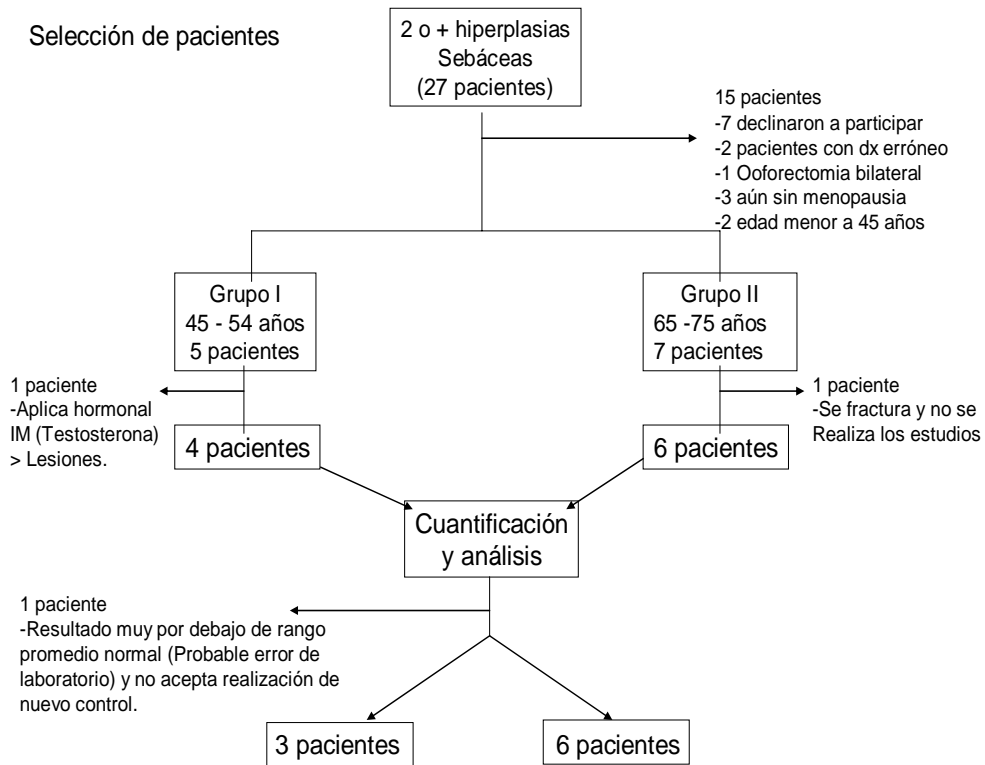 Selección de pacientes
2 o + hiperplasias
Sebáceas
(27 pacientes)
15 pacientes
-7 declinaron a participar
-2 pacientes con dx erróneo
-1 Ooforectomia bilateral
-3 aún sin menopausia
-2 edad menor a 45 años
Grupo I
45 - 54 años
5 pacientes
Grupo II
65 -75 años
7 pacientes
1 paciente
-Aplica hormonal
IM (Testosterona)
> Lesiones.
1 paciente
-Se fractura y no se
Realiza los estudios
4 pacientes
6 pacientes
Cuantificación
y análisis
1 paciente
-Resultado muy por debajo de rango
promedio normal (Probable error de
laboratorio) y no acepta realización de
nuevo control.
3 pacientes
6 pacientes